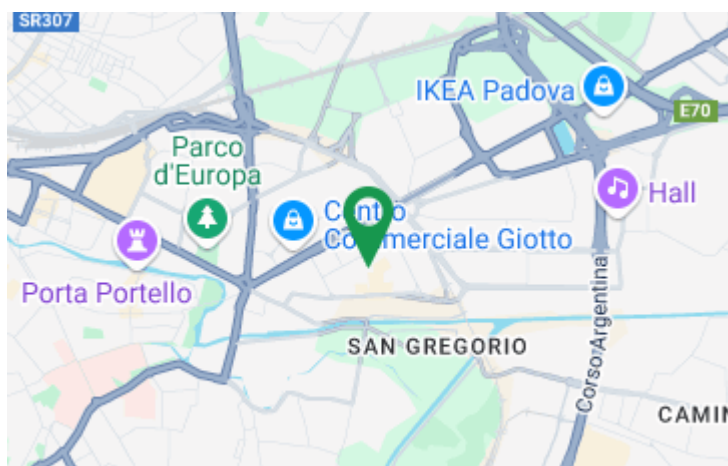 SR307
IKEA Padova
E70
Parco
d'Europa
Hall
Centro
Commerciale Giotto
Porta Portello
SAN GREGORIO
Corso Argentina
CAMIN